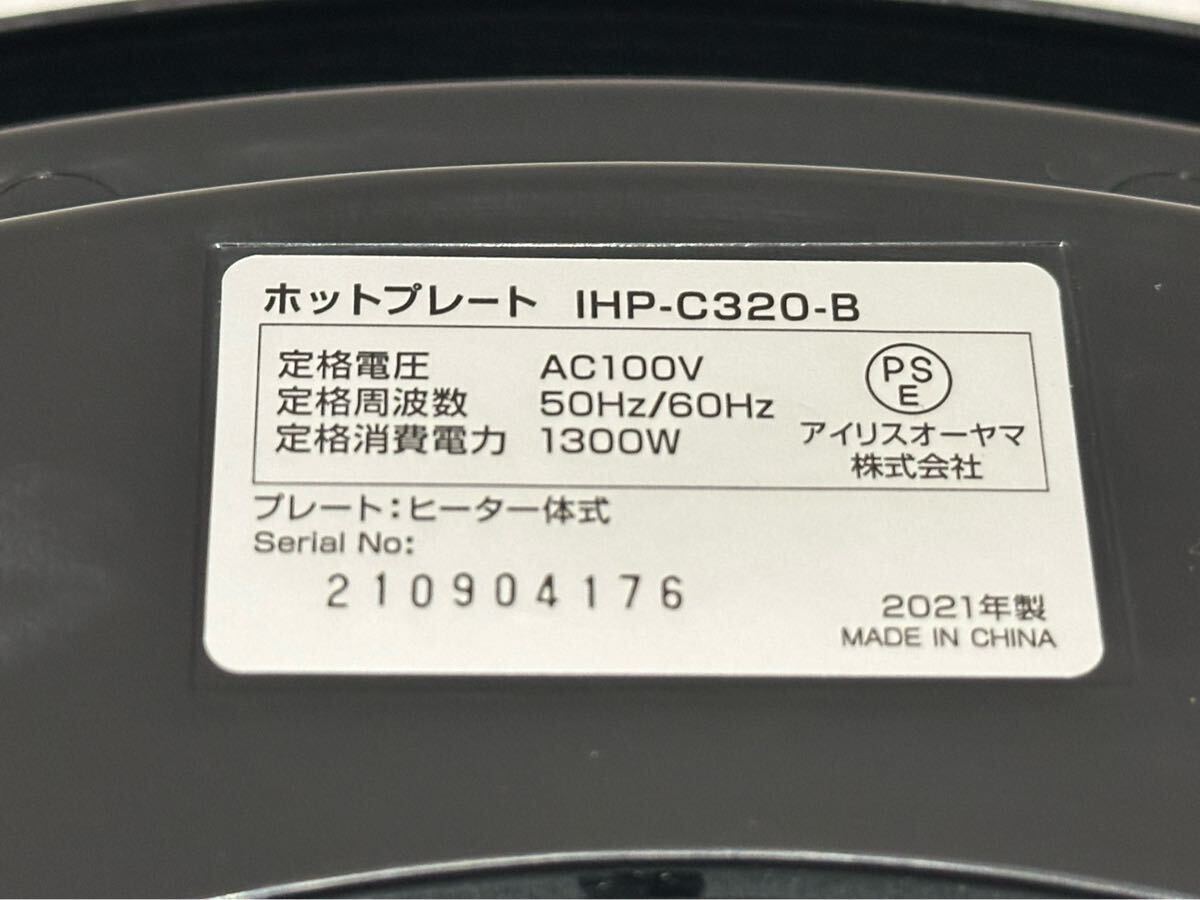 ホットプレート IHP-C320-B
定格電圧 AC100V
定格周波数 50Hz/60Hz
定格消費電力 1300W
PS
E
アイリスオーヤマ
株式会社
プレート:ヒーター体式
Serial No:
210904176
2021年製
MADE IN CHINA